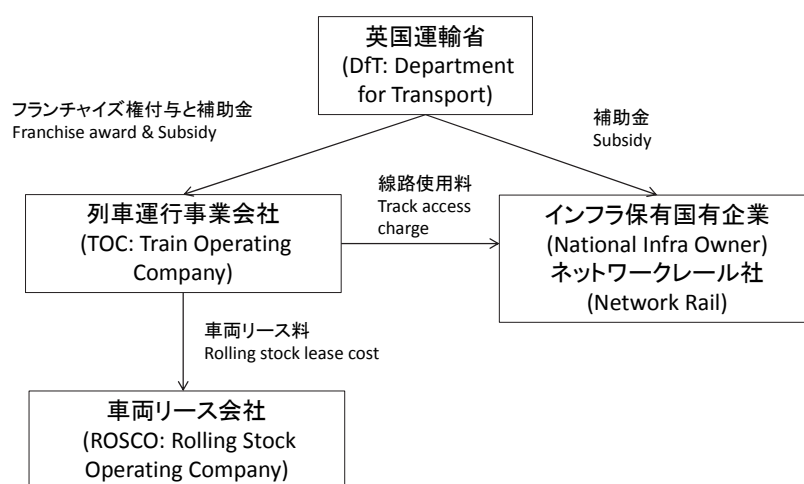 英国運輸省
(DfT: Department
for Transport)
フランチャイズ権付与と補助金
Franchise award & Subsidy
補助金
Subsidy
列車運行事業会社
(TOC: Train Operating
Company)
線路使用料
Track access
charge
インフラ保有国有企業
(National Infra Owner)
ネットワークレール社
(Network Rail)
車両リース料
Rolling stock lease cost
車両リース会社
(ROSCO: Rolling Stock
Operating Company)